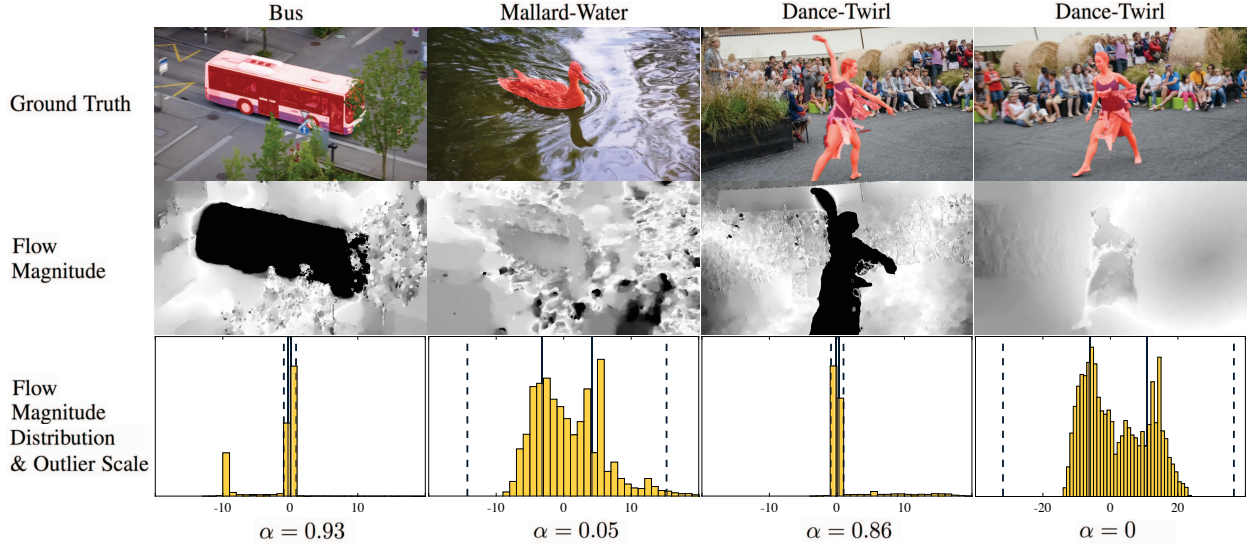 Bus Mallard-Water Dance-Twirl Dance-Twirl
Ground Truth
Flow
Magnitude
Flow
Magnitude
Distribution
& Outlier Scale
-10 0 10 -10 0 10 -10 0 10 -20 0 20
α = 0.93 α = 0.05 α = 0.86 α = 0